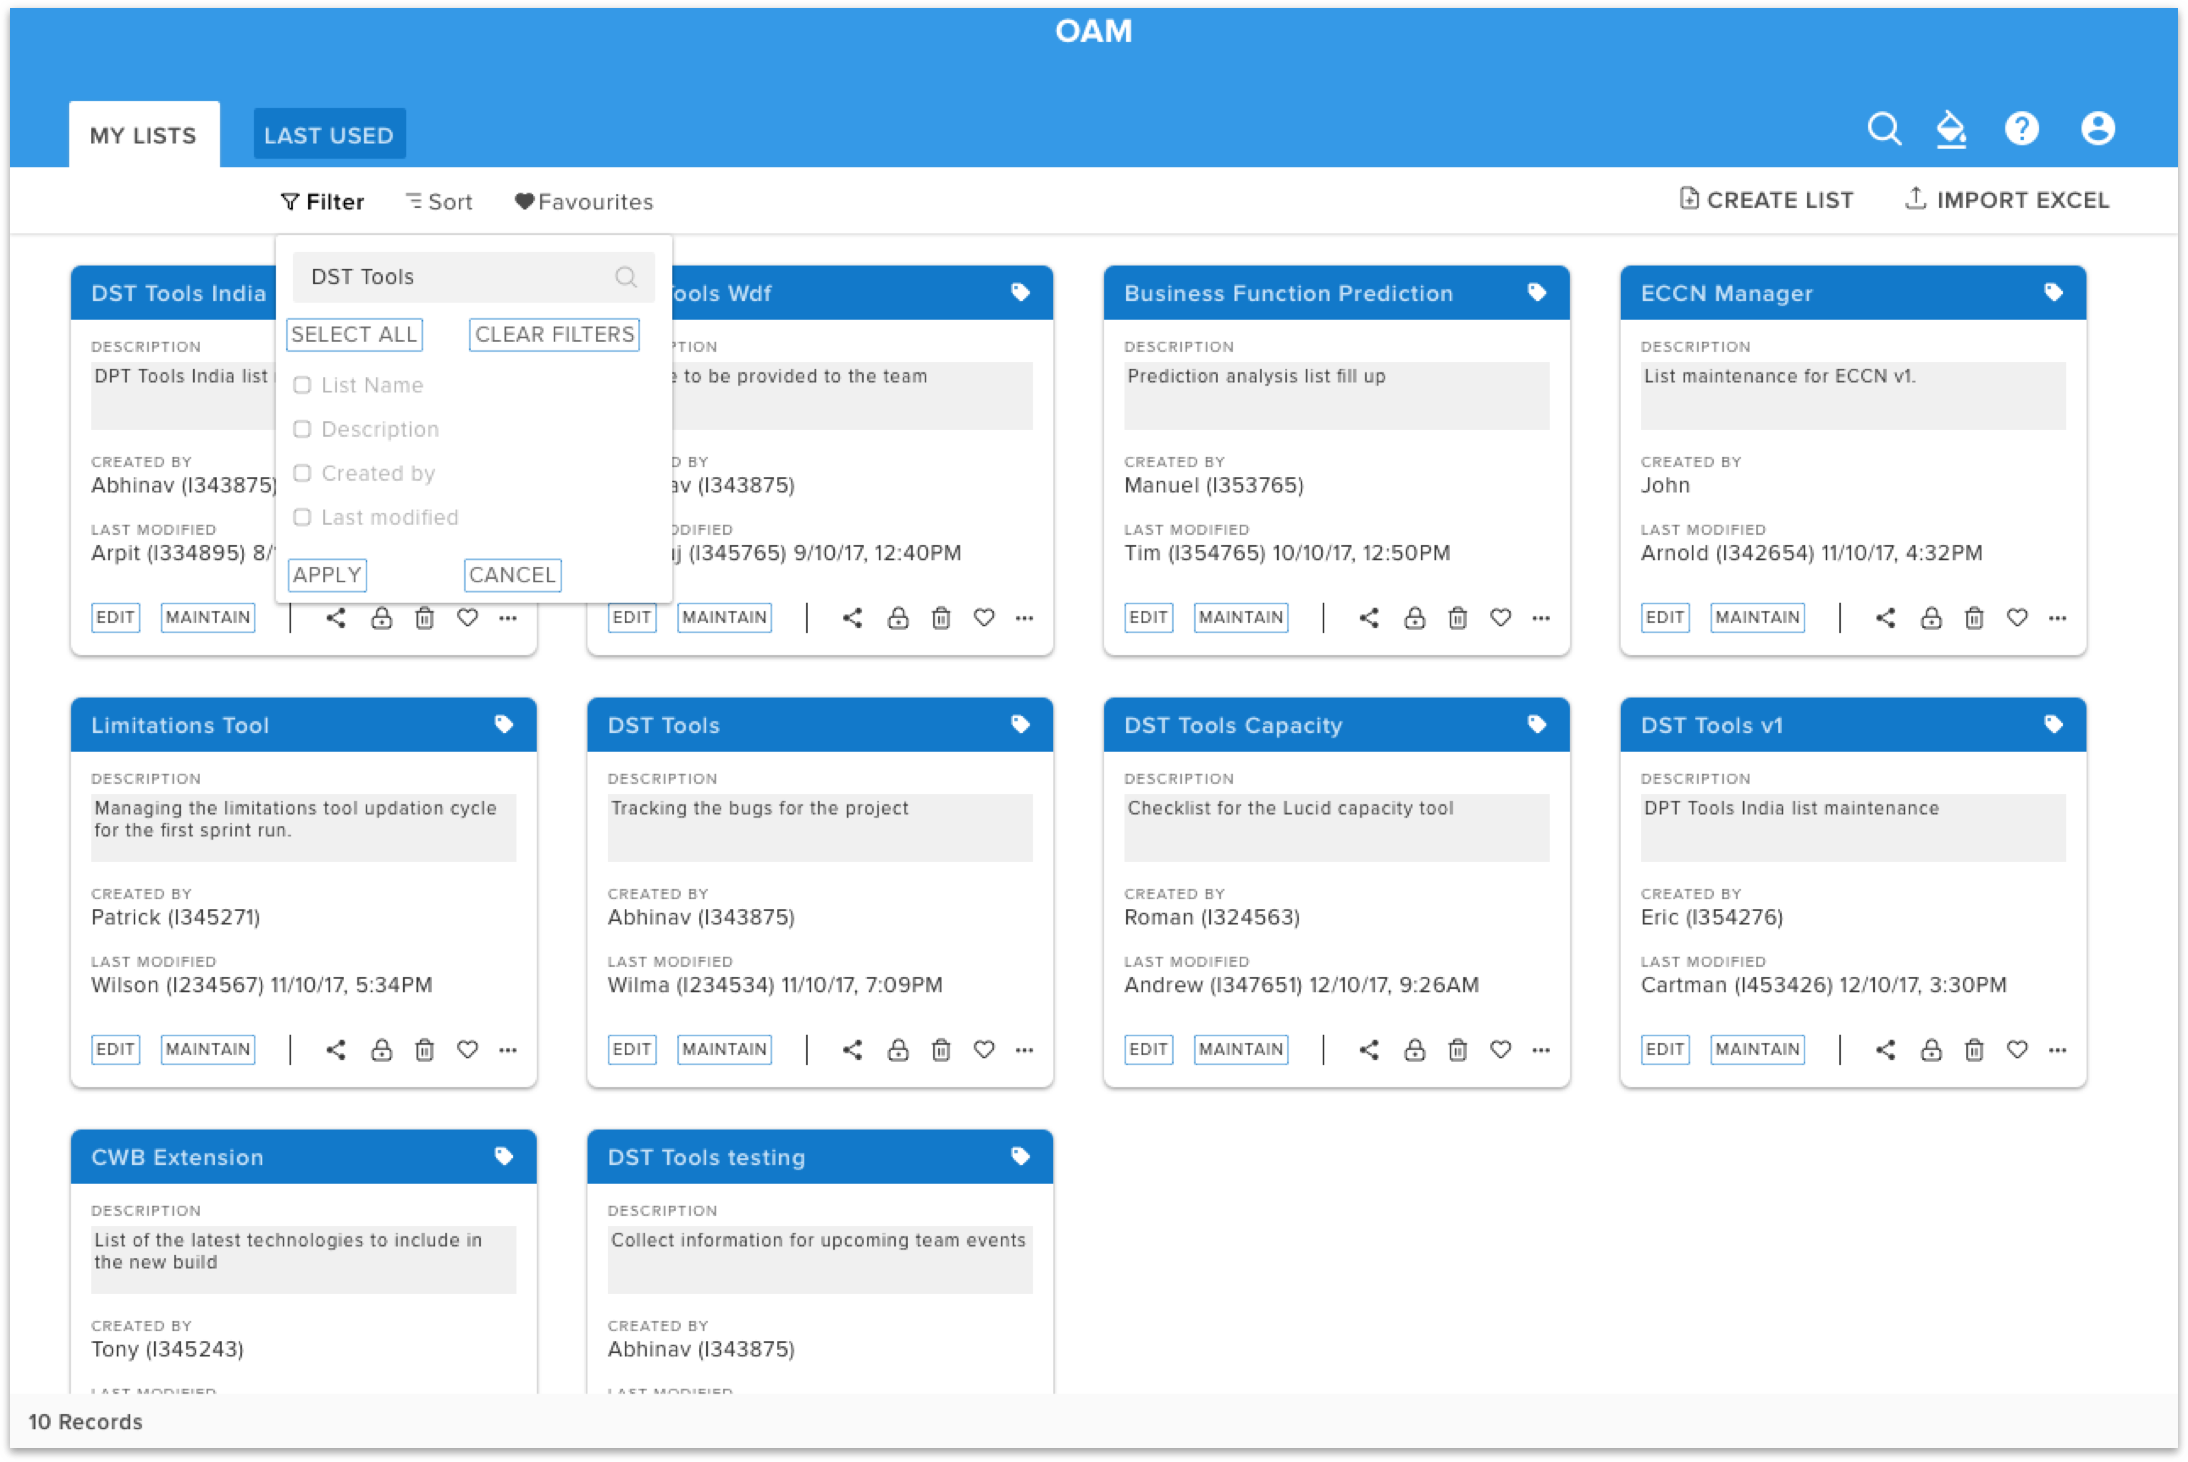 OAM
MY LISTS
LAST USED
Filter
Sort
Favourites
CREATE LIST
IMPORT EXCEL
DST Tools
SELECT ALL
CLEAR FILTERS
List Name
Description
Created by
Last modified
APPLY
CANCEL
DST Tools India
DESCRIPTION
DPT Tools India list
CREATED BY
Abhinav (I343875)
LAST MODIFIED
Arpit (I334895) 8/
EDIT
MAINTAIN
ools Wdf
PTION
e to be provided to the team
D BY
av (I343875)
ODIFIED
j (I345765) 9/10/17, 12:40PM
EDIT
MAINTAIN
Business Function Prediction
DESCRIPTION
Prediction analysis list fill up
CREATED BY
Manuel (I353765)
LAST MODIFIED
Tim (I354765) 10/10/17, 12:50PM
EDIT
MAINTAIN
ECCN Manager
DESCRIPTION
List maintenance for ECCN v1.
CREATED BY
John
LAST MODIFIED
Arnold (I342654) 11/10/17, 4:32PM
EDIT
MAINTAIN
Limitations Tool
DESCRIPTION
Managing the limitations tool updation cycle
for the first sprint run.
CREATED BY
Patrick (I345271)
LAST MODIFIED
Wilson (I234567) 11/10/17, 5:34PM
EDIT
MAINTAIN
DST Tools
DESCRIPTION
Tracking the bugs for the project
CREATED BY
Abhinav (I343875)
LAST MODIFIED
Wilma (I234534) 11/10/17, 7:09PM
EDIT
MAINTAIN
DST Tools Capacity
DESCRIPTION
Checklist for the Lucid capacity tool
CREATED BY
Roman (I324563)
LAST MODIFIED
Andrew (I347651) 12/10/17, 9:26AM
EDIT
MAINTAIN
DST Tools v1
DESCRIPTION
DPT Tools India list maintenance
CREATED BY
Eric (I354276)
LAST MODIFIED
Cartman (I453426) 12/10/17, 3:30PM
EDIT
MAINTAIN
CWB Extension
DESCRIPTION
List of the latest technologies to include in
the new build
CREATED BY
Tony (I345243)
LAST MODIFIED
DST Tools testing
DESCRIPTION
Collect information for upcoming team events
CREATED BY
Abhinav (I343875)
LAST MODIFIED
10 Records